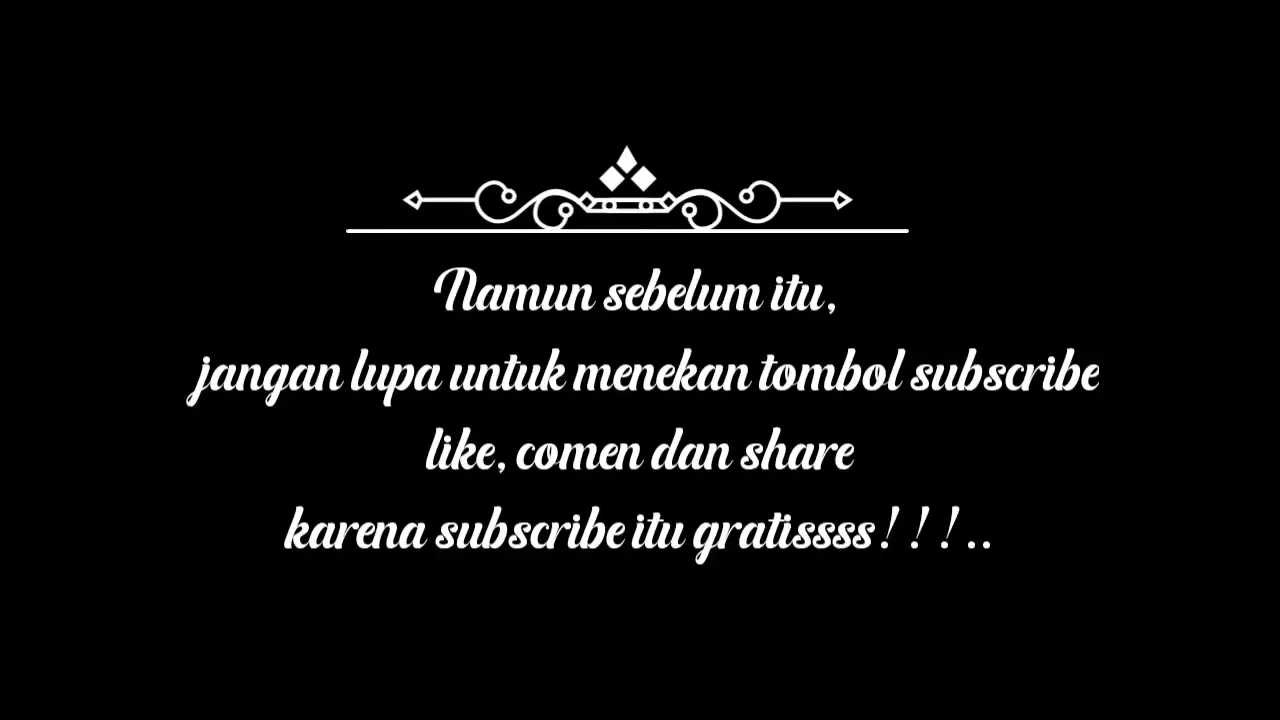 Namun sebelum itu,
jangan lupa untuk menekan tombol subscribe
like, comen dan share
karena subscribe itu gratissss! ! ! ..